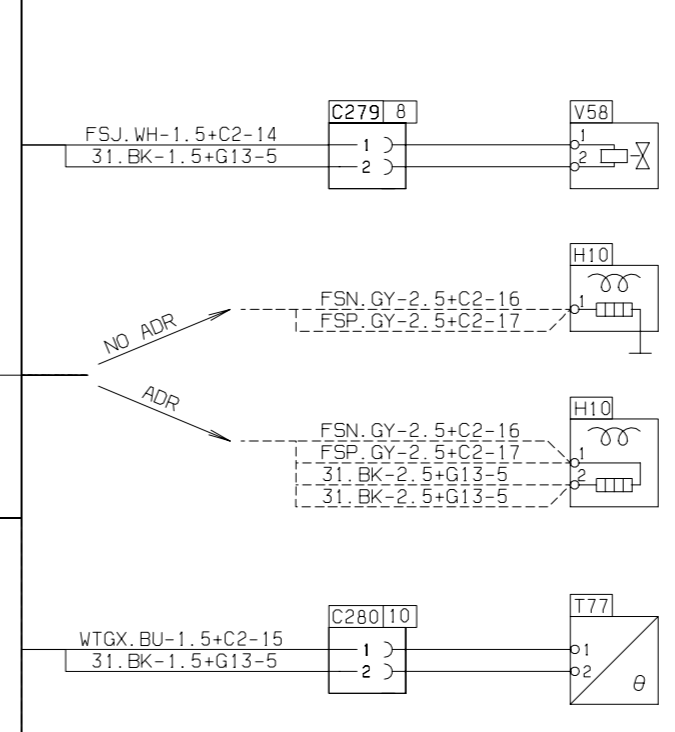 C279 8
V58
FSJ.WH-1.5+C2-14
31.BK-1.5+G13-5
1
2
1
2
H10
NO ADR
FSN.GY-2.5+C2-16
FSP.GY-2.5+C2-17
1
ADR
H10
FSN.GY-2.5+C2-16
FSP.GY-2.5+C2-17
31.BK-2.5+G13-5
31.BK-2.5+G13-5
1
2
C280 10
T77
WTGX.BU-1.5+C2-15
31.BK-1.5+G13-5
1
2
1
2
θ